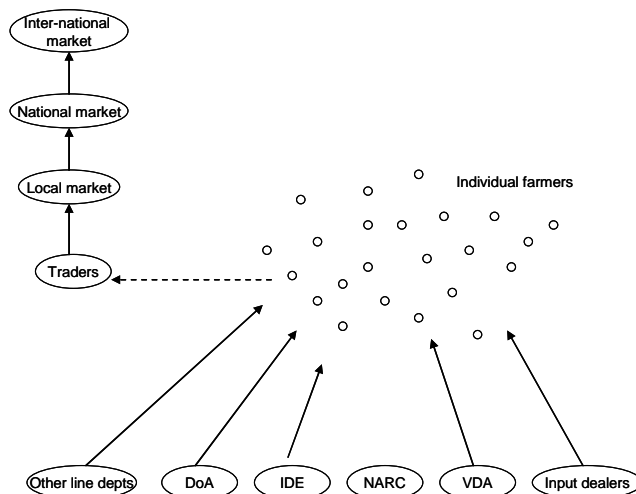 Inter-national
market
National market
Local market
Individual farmers
Traders
Other line depts
DoA
IDE
NARC
VDA
Input dealers